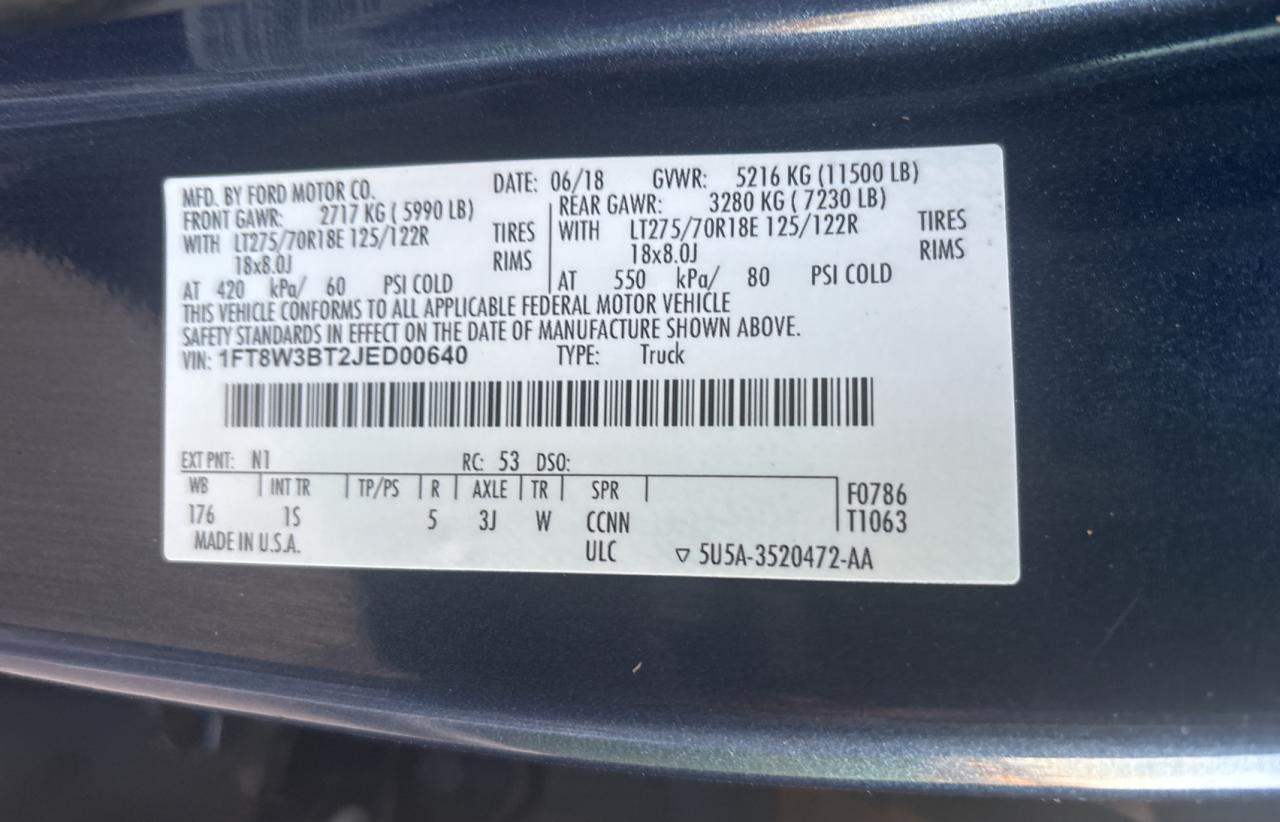 MFD. BY FORD MOTOR CO. DATE: 06/18 GVWR: 5216 KG (11500 LB)
FRONT GAWR: 2717 KG ( 5990 LB) REAR GAWR: 3280 KG ( 7230 LB)
WITH LT275/70R18E 125/122R TIRES WITH LT275/70R18E 125/122R TIRES
18x8.0J RIMS 18x8.0J RIMS
AT 420 kPa/ 60 PSI COLD AT 550 kPa/ 80 PSI COLD
THIS VEHICLE CONFORMS TO ALL APPLICABLE FEDERAL MOTOR VEHICLE
SAFETY STANDARDS IN EFFECT ON THE DATE OF MANUFACTURE SHOWN ABOVE.
VIN: 1FT8W3BT2JED00640 TYPE: Truck
EXT PNT: N1 RC: 53 DSO:
WB INT TR TP/PS R AXLE TR SPR F0786
176 1S 5 3J W CCNN T1063
MADE IN U.S.A. ULC ▽ 5U5A-3520472-AA